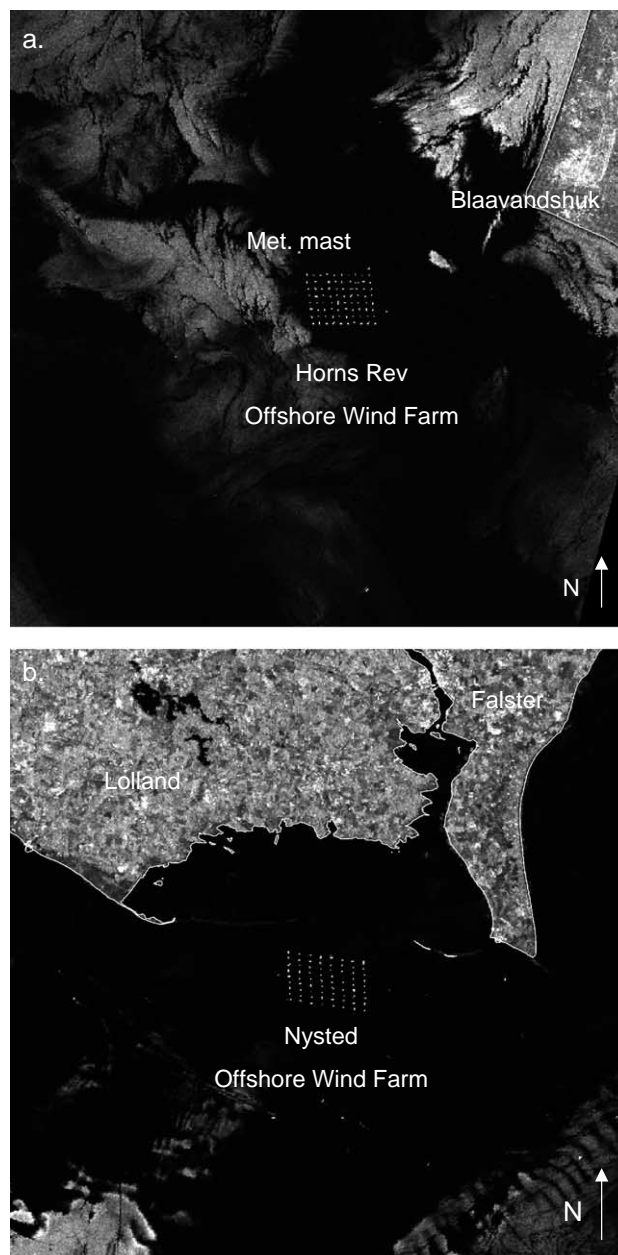 a.
Blaavandshuk
Met. mast
Horns Rev
Offshore Wind Farm
N
b.
Falster
Lolland
Nysted
Offshore Wind Farm
N